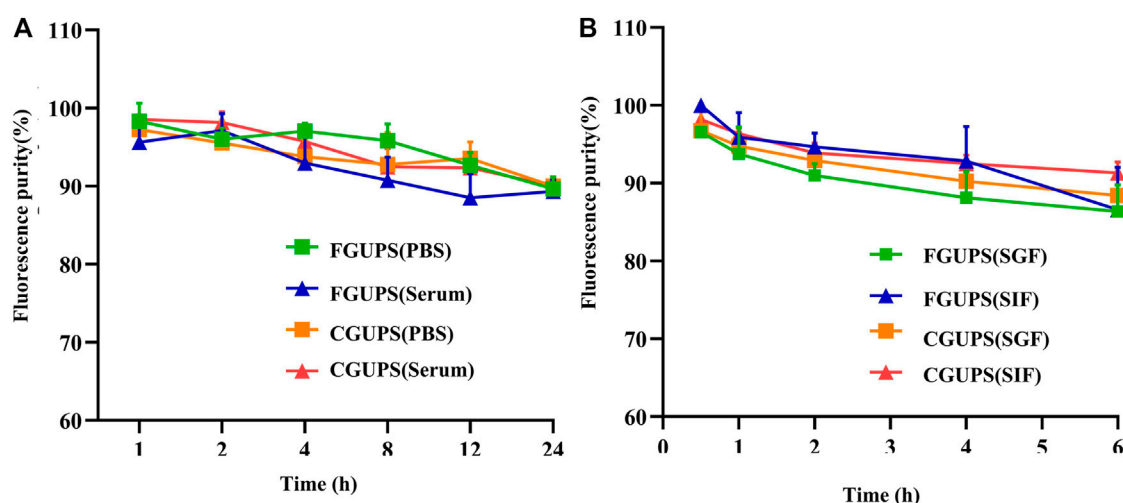 A
110
100
90
80
70
60
Fluorescence purity(%)
FGUPS(PBS)
FGUPS(Serum)
CGUPS(PBS)
CGUPS(Serum)
1 2 4 8 12 24
Time (h)
B
110
100
90
80
70
60
Fluorescence purity(%)
FGUPS(SGF)
FGUPS(SIF)
CGUPS(SGF)
CGUPS(SIF)
0 1 2 3 4 5 6
Time (h)